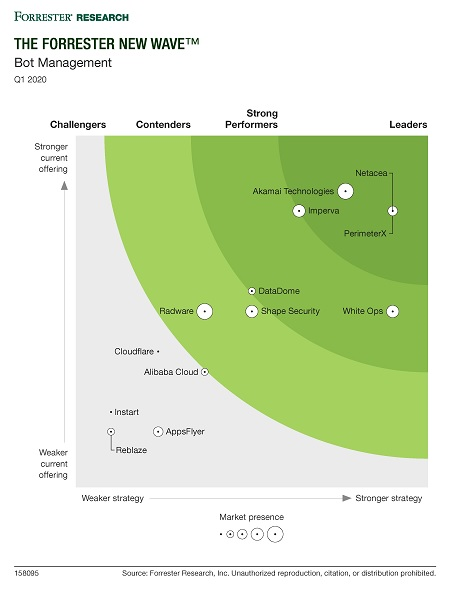 FORRESTER® RESEARCH
THE FORRESTER NEW WAVE™
Bot Management
Q1 2020
Challengers
Contenders
Strong
Performers
Leaders
Stronger
current
offering
Netacea
Akamai Technologies
Imperva
PerimeterX
DataDome
Radware
Shape Security
White Ops
Cloudflare
Alibaba Cloud
Instart
AppsFlyer
Reblaze
Weaker
current
offering
Weaker strategy
Stronger strategy
Market presence
158095
Source: Forrester Research, Inc. Unauthorized reproduction, citation, or distribution prohibited.